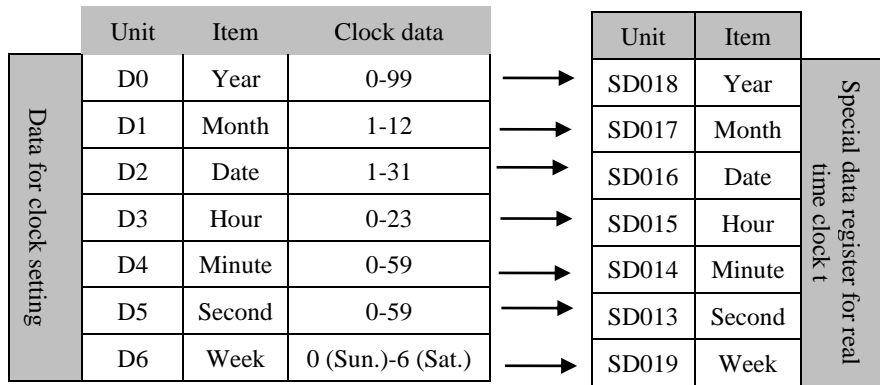 Unit Item Clock data
Data for clock setting
D0 Year 0-99
D1 Month 1-12
D2 Date 1-31
D3 Hour 0-23
D4 Minute 0-59
D5 Second 0-59
D6 Week 0 (Sun.)-6 (Sat.)
Unit Item
SD018 Year
SD017 Month
SD016 Date
SD015 Hour
SD014 Minute
SD013 Second
SD019 Week
Special data register for real
time clock t